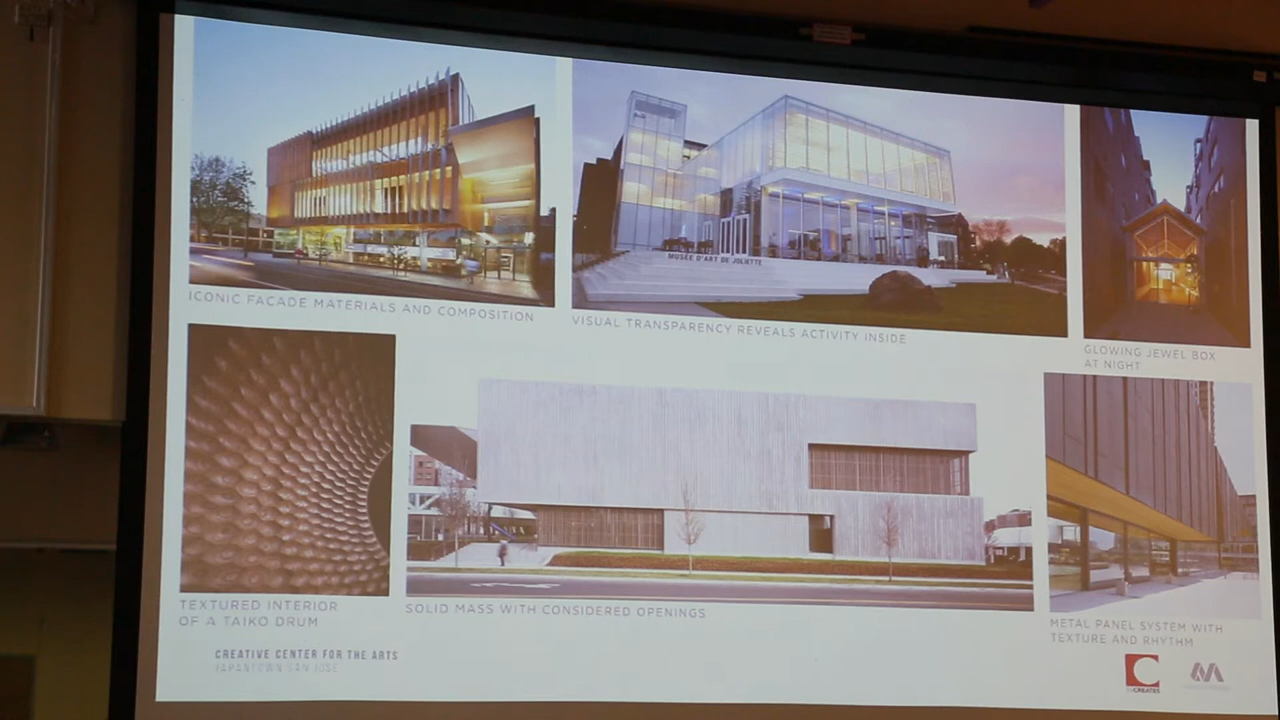 MUSÉE D'ART DE JOLIETTE
ICONIC FACADE MATERIALS AND COMPOSITION
VISUAL TRANSPARENCY REVEALS ACTIVITY INSIDE
GLOWING JEWEL BOX
AT NIGHT
TEXTURED INTERIOR
OF A TAIKO DRUM
SOLID MASS WITH CONSIDERED OPENINGS
METAL PANEL SYSTEM WITH
TEXTURE AND RHYTHM
CREATIVE CENTER FOR THE ARTS
JAPANTOWN SAN JOSE
C